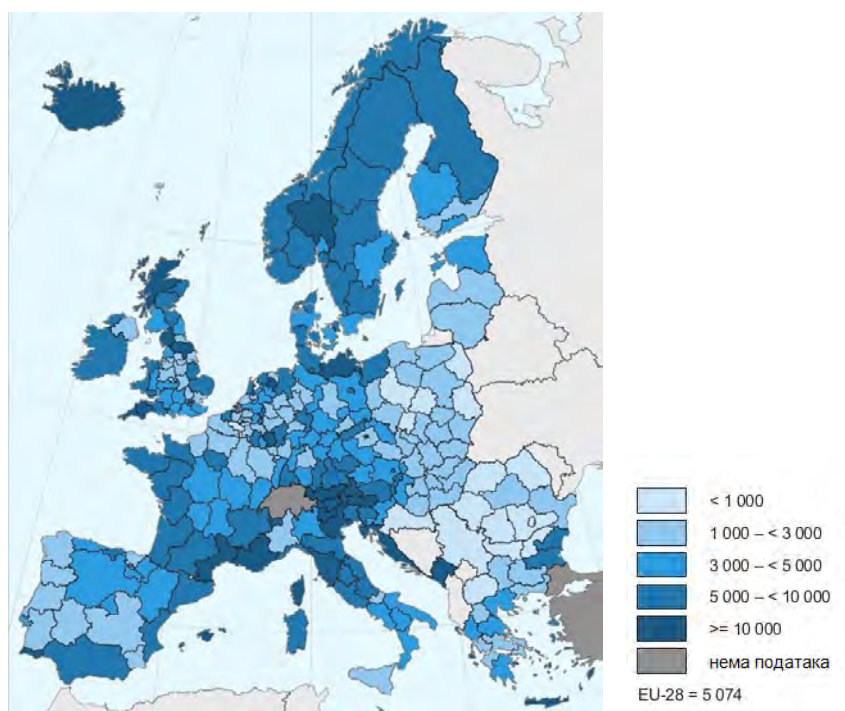 < 1 000
1 000 – < 3 000
3 000 – < 5 000
5 000 – < 10 000
>= 10 000
нема података
EU-28 = 5 074